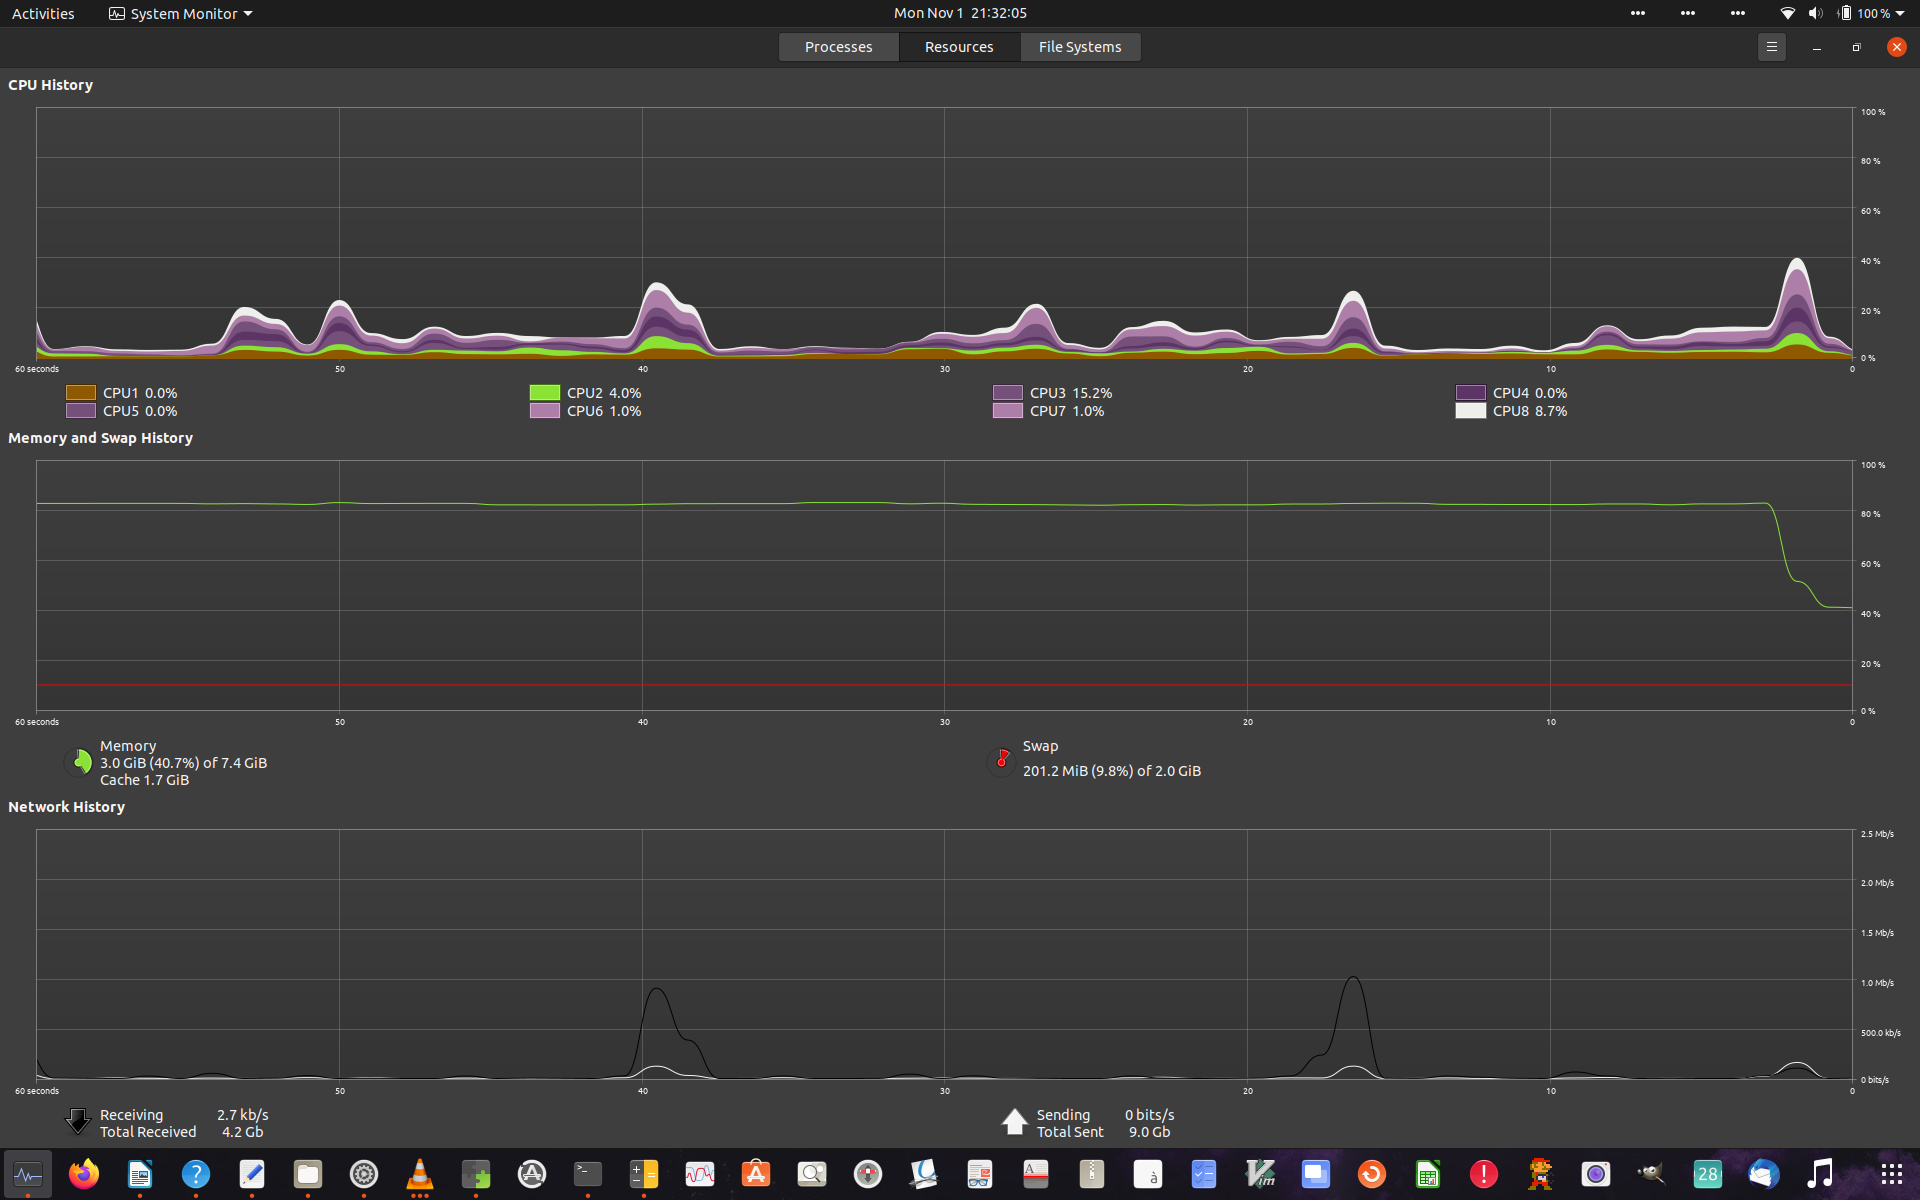 Activities System Monitor Mon Nov 1 21:32:05 100 %
Processes Resources File Systems
CPU History
100 %
80 %
60 %
40 %
20 %
0 %
60 seconds 50 40 30 20 10 0
CPU1 0.0% CPU2 4.0% CPU3 15.2% CPU4 0.0%
CPU5 0.0% CPU6 1.0% CPU7 1.0% CPU8 8.7%
Memory and Swap History
100 %
80 %
60 %
40 %
20 %
0 %
60 seconds 50 40 30 20 10 0
Memory
3.0 GiB (40.7%) of 7.4 GiB
Cache 1.7 GiB
Swap
201.2 MiB (9.8%) of 2.0 GiB
Network History
2.5 Mb/s
2.0 Mb/s
1.5 Mb/s
1.0 Mb/s
500.0 kb/s
0 bits/s
60 seconds 50 40 30 20 10 0
Receiving 2.7 kb/s Sending 0 bits/s
Total Received 4.2 Gb Total Sent 9.0 Gb
? >_ A à Vim ! 28